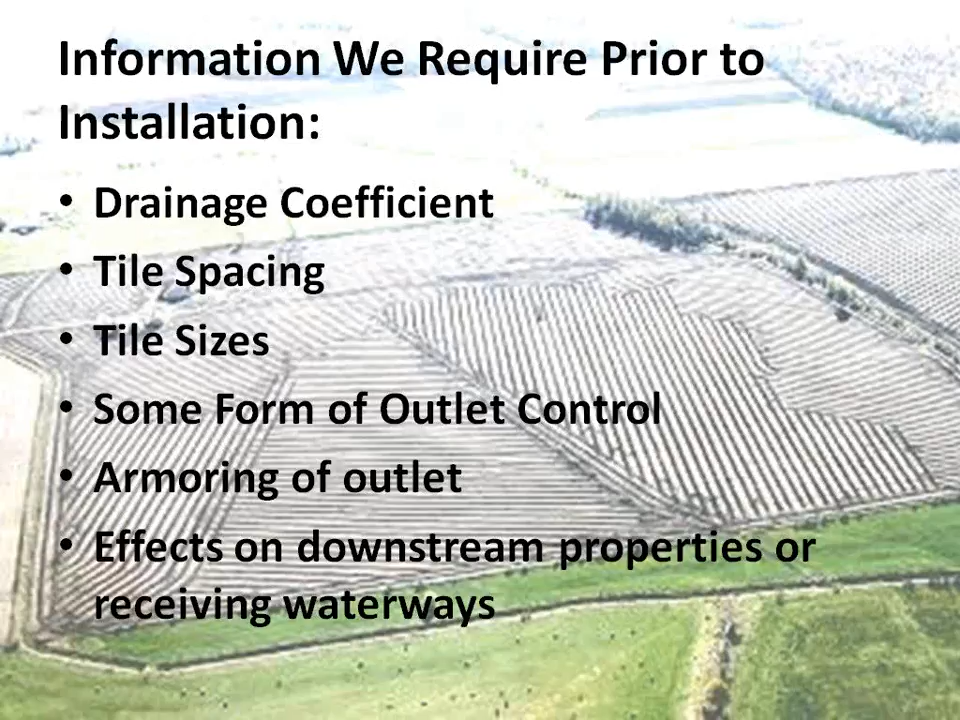 Information We Require Prior to
Installation:
• Drainage Coefficient
• Tile Spacing
• Tile Sizes
• Some Form of Outlet Control
• Armoring of outlet
• Effects on downstream properties or
receiving waterways